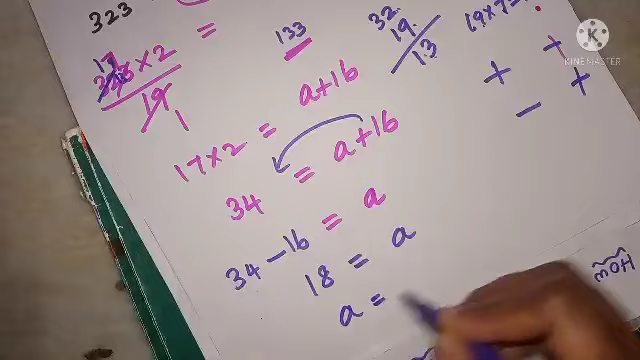 323 =
17
323 × 2
19
1
133
32
19
13
19×7=
KINEMASTER
+ +
- +
17×2 = a+16
34 = a+16
34 - 16 = a
18 = a
a =
HOW